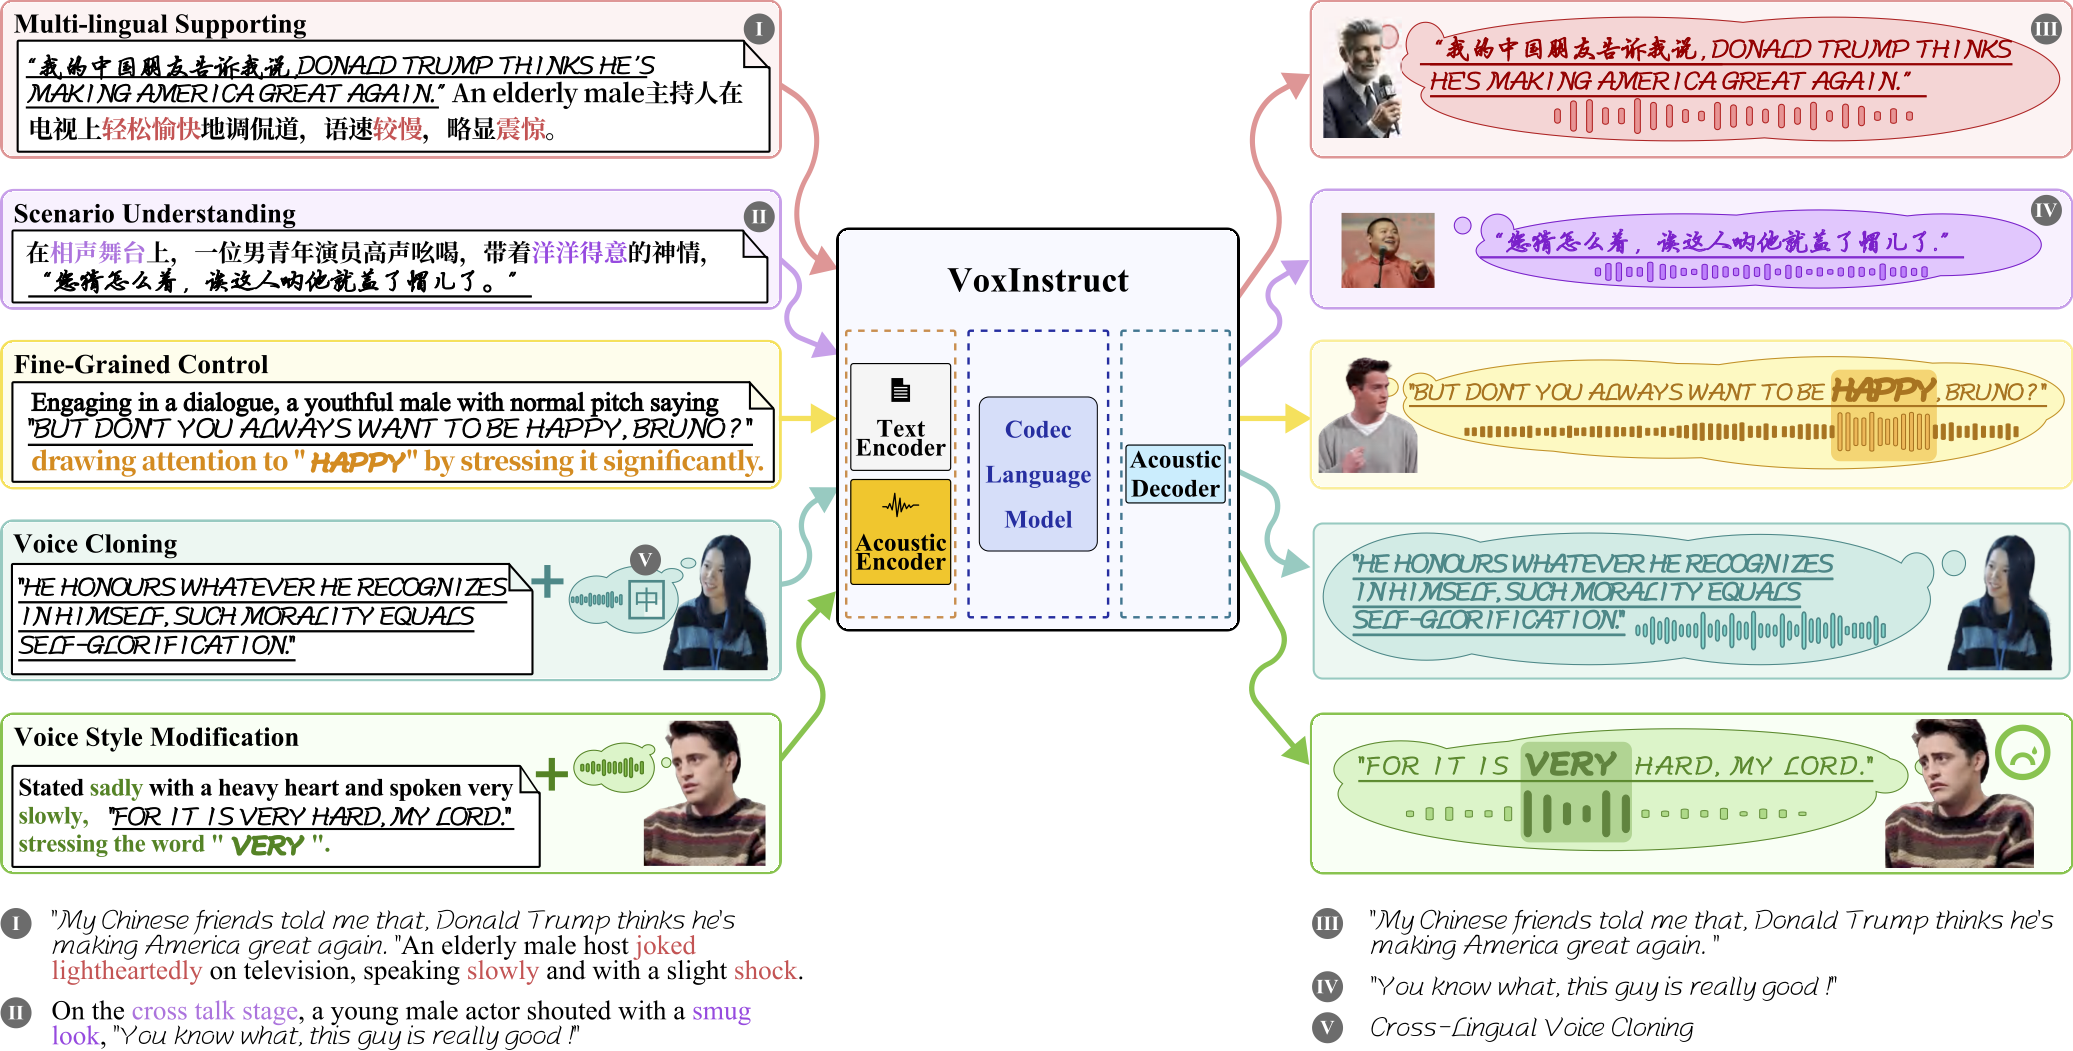 Multi-lingual Supporting
I
“我的中国朋友告诉我说,DONALD TRUMP THINKS HE'S
MAKING AMERICA GREAT AGAIN.” An elderly male主持人在
电视上轻松愉快地调侃道，语速较慢，略显震惊。
Scenario Understanding
II
在相声舞台上，一位男青年演员高声吆喝，带着洋洋得意的神情，
“您猜怎么着，诶这人呐他就盖了帽儿了。”
Fine-Grained Control
Engaging in a dialogue, a youthful male with normal pitch saying
"BUT DON'T YOU ALWAYS WANT TO BE HAPPY, BRUNO?"
drawing attention to "HAPPY" by stressing it significantly.
Voice Cloning
V
"HE HONOURS WHATEVER HE RECOGNIZES
IN HIMSELF, SUCH MORALITY EQUALS
SELF-GLORIFICATION."
+
中
Voice Style Modification
Stated sadly with a heavy heart and spoken very
slowly, "FOR IT IS VERY HARD, MY LORD."
stressing the word " VERY ".
+
VoxInstruct
Text
Encoder
Acoustic
Encoder
Codec
Language
Model
Acoustic
Decoder
III
“我的中国朋友告诉我说,DONALD TRUMP THINKS
HE'S MAKING AMERICA GREAT AGAIN.”
IV
“您猜怎么着，诶这人呐他就盖了帽儿了.”
"BUT DON'T YOU ALWAYS WANT TO BE HAPPY, BRUNO?"
"HE HONOURS WHATEVER HE RECOGNIZES
IN HIMSELF, SUCH MORALITY EQUALS
SELF-GLORIFICATION."
"FOR IT IS VERY HARD, MY LORD."
I "My Chinese friends told me that, Donald Trump thinks he's
making America great again. "An elderly male host joked
lightheartedly on television, speaking slowly and with a slight shock.
II On the cross talk stage, a young male actor shouted with a smug
look, "You know what, this guy is really good !"
III "My Chinese friends told me that, Donald Trump thinks he's
making America great again. "
IV "You know what, this guy is really good !"
V Cross-Lingual Voice Cloning